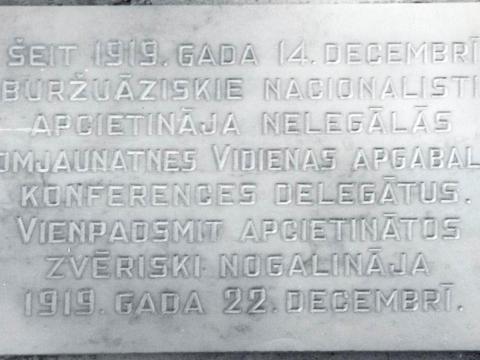 ŠEIT 1919. GADA 14. DECEMBRĪ
BURŽUĀZISKIE NACIONALISTI
APCIETINĀJA NELEGĀLĀS
OMJAUNATNES VIDIENAS APGABAL
KONFERENCES DELEGĀTUS.
VIENPADSMIT APCIETINĀTOS
ZVĒRISKI NOGALINĀJA
1919. GADA 22. DECEMBRĪ.